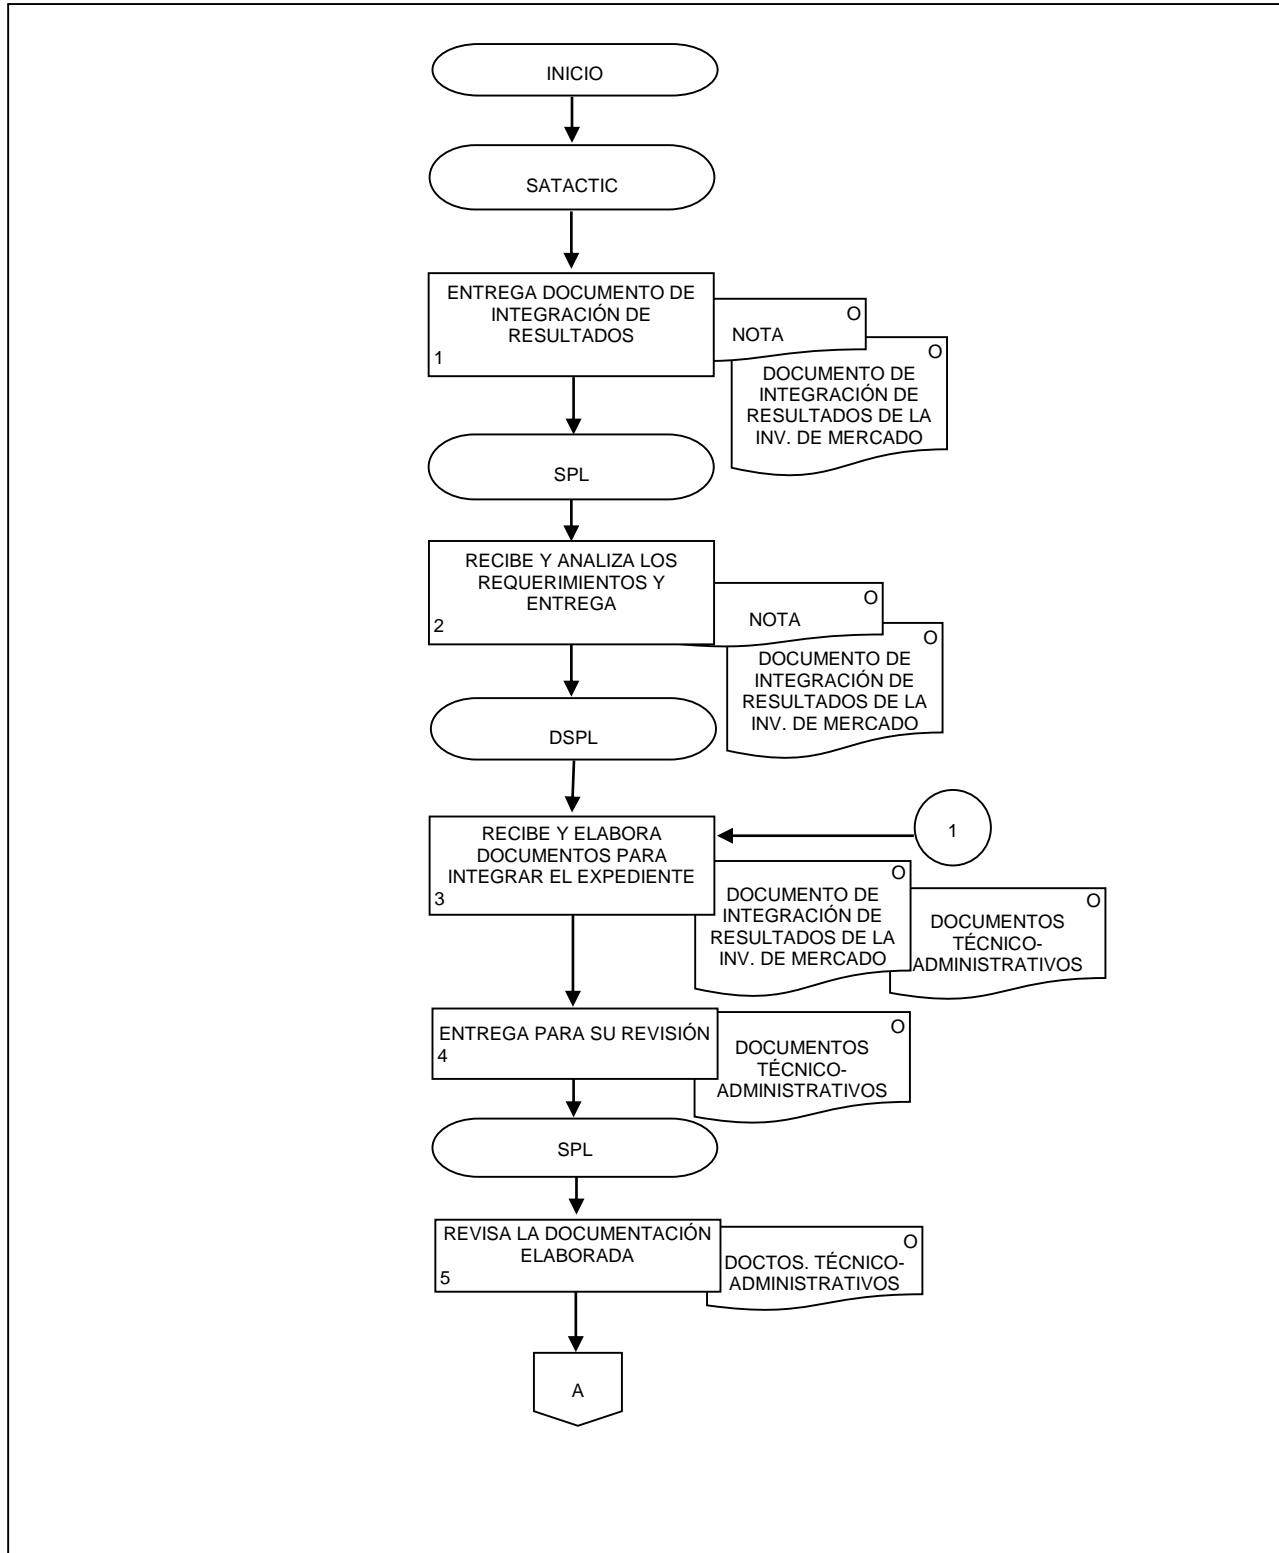 INICIO
SATACTIC
ENTREGA DOCUMENTO DE
INTEGRACIÓN DE
RESULTADOS
1
O
NOTA
O
DOCUMENTO DE
INTEGRACIÓN DE
RESULTADOS DE LA
INV. DE MERCADO
SPL
RECIBE Y ANALIZA LOS
REQUERIMIENTOS Y
ENTREGA
2
O
NOTA
O
DOCUMENTO DE
INTEGRACIÓN DE
RESULTADOS DE LA
INV. DE MERCADO
DSPL
RECIBE Y ELABORA
DOCUMENTOS PARA
INTEGRAR EL EXPEDIENTE
3
1
O
DOCUMENTO DE
INTEGRACIÓN DE
RESULTADOS DE LA
INV. DE MERCADO
O
DOCUMENTOS
TÉCNICO-
ADMINISTRATIVOS
ENTREGA PARA SU REVISIÓN
4
O
DOCUMENTOS
TÉCNICO-
ADMINISTRATIVOS
SPL
REVISA LA DOCUMENTACIÓN
ELABORADA
5
O
DOCTOS. TÉCNICO-
ADMINISTRATIVOS
A